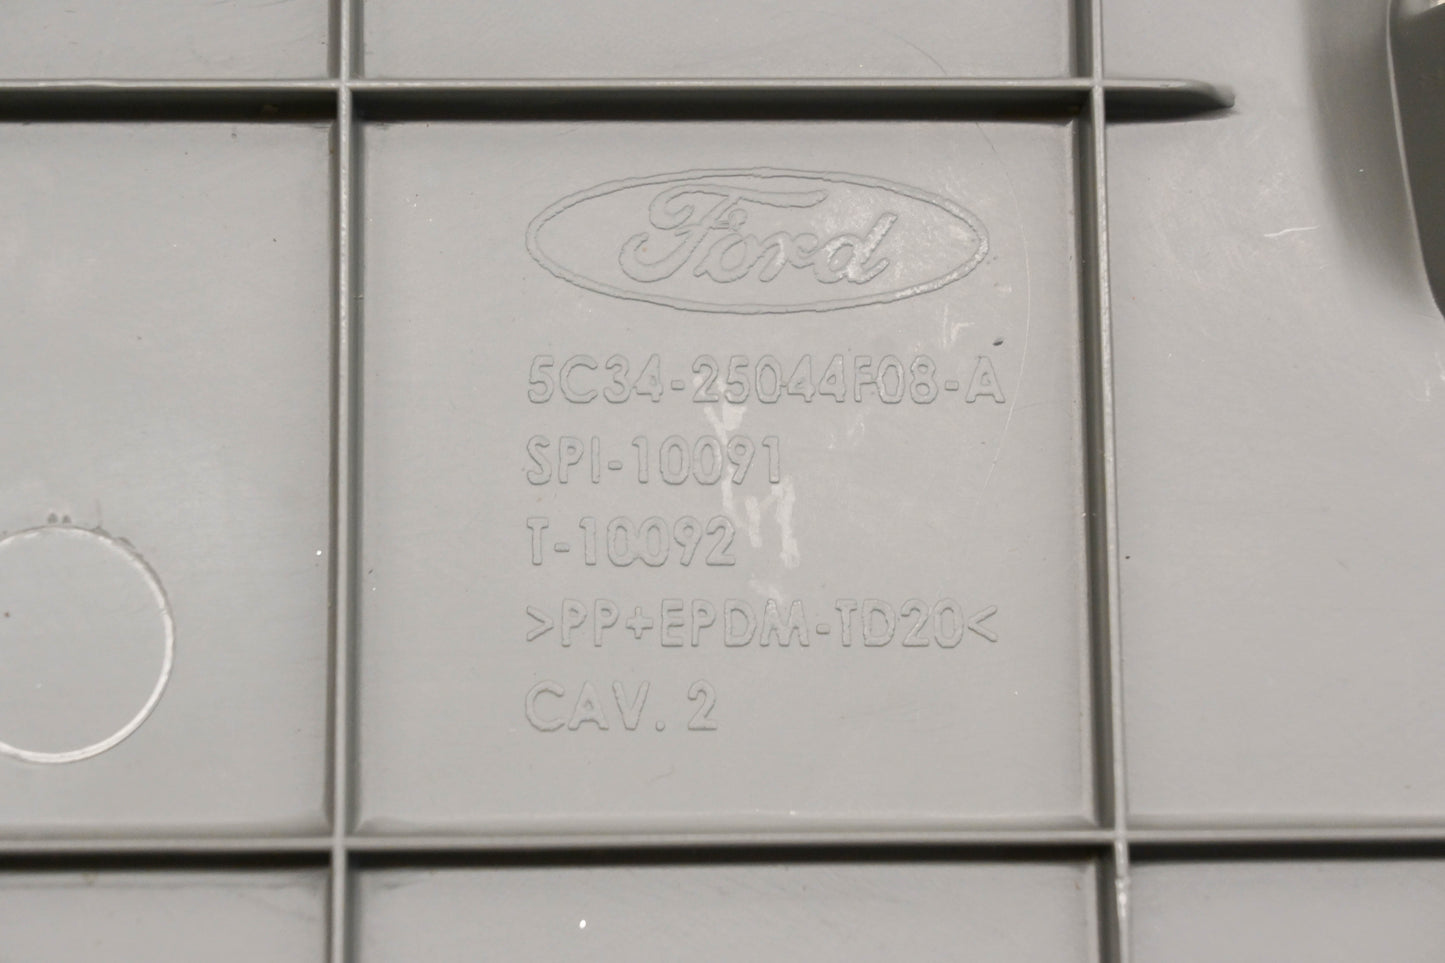 Ford
5C34-25044F08-A
SPI-10091
T-10092
>PP+EPDM-TD20<
CAV. 2